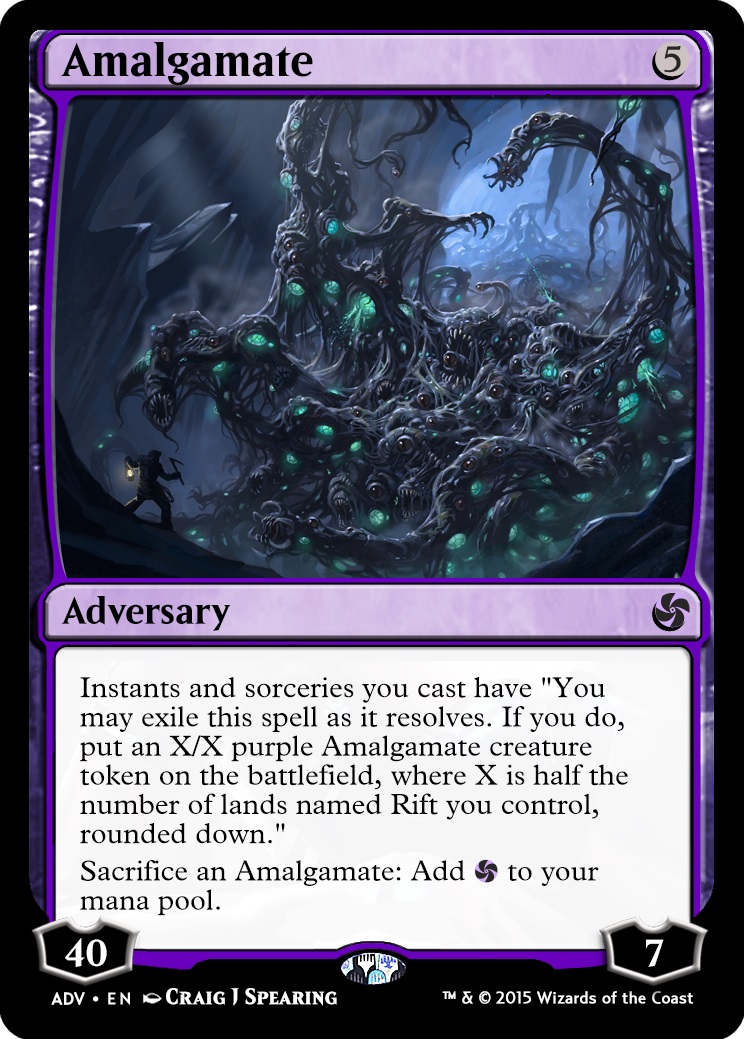 Amalgamate 5
Adversary
Instants and sorceries you cast have "You
may exile this spell as it resolves. If you do,
put an X/X purple Amalgamate creature
token on the battlefield, where X is half the
number of lands named Rift you control,
rounded down."
Sacrifice an Amalgamate: Add to your
mana pool.
40 7
ADV • EN Craig J Spearing ™ & © 2015 Wizards of the Coast